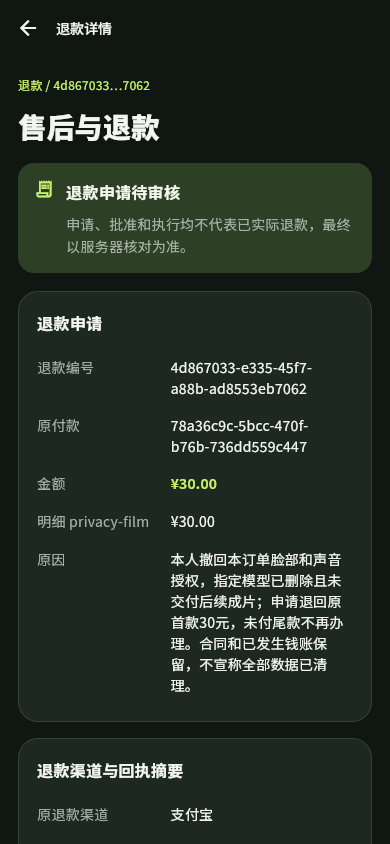 退款详情
退款 / 4d867033…7062
售后与退款
退款申请待审核
申请、批准和执行均不代表已实际退款，最终
以服务器核对为准。
退款申请
退款编号 4d867033-e335-45f7-
a88b-ad8553eb7062
原付款 78a36c9c-5bcc-470f-
b76b-736dd559c447
金额 ¥30.00
明细 privacy-film ¥30.00
原因 本人撤回本订单脸部和声音
授权，指定模型已删除且未
交付后续成片；申请退回原
首款30元，未付尾款不再办
理。合同和已发生钱账保
留，不宣称全部数据已清
理。
退款渠道与回执摘要
原退款渠道 支付宝